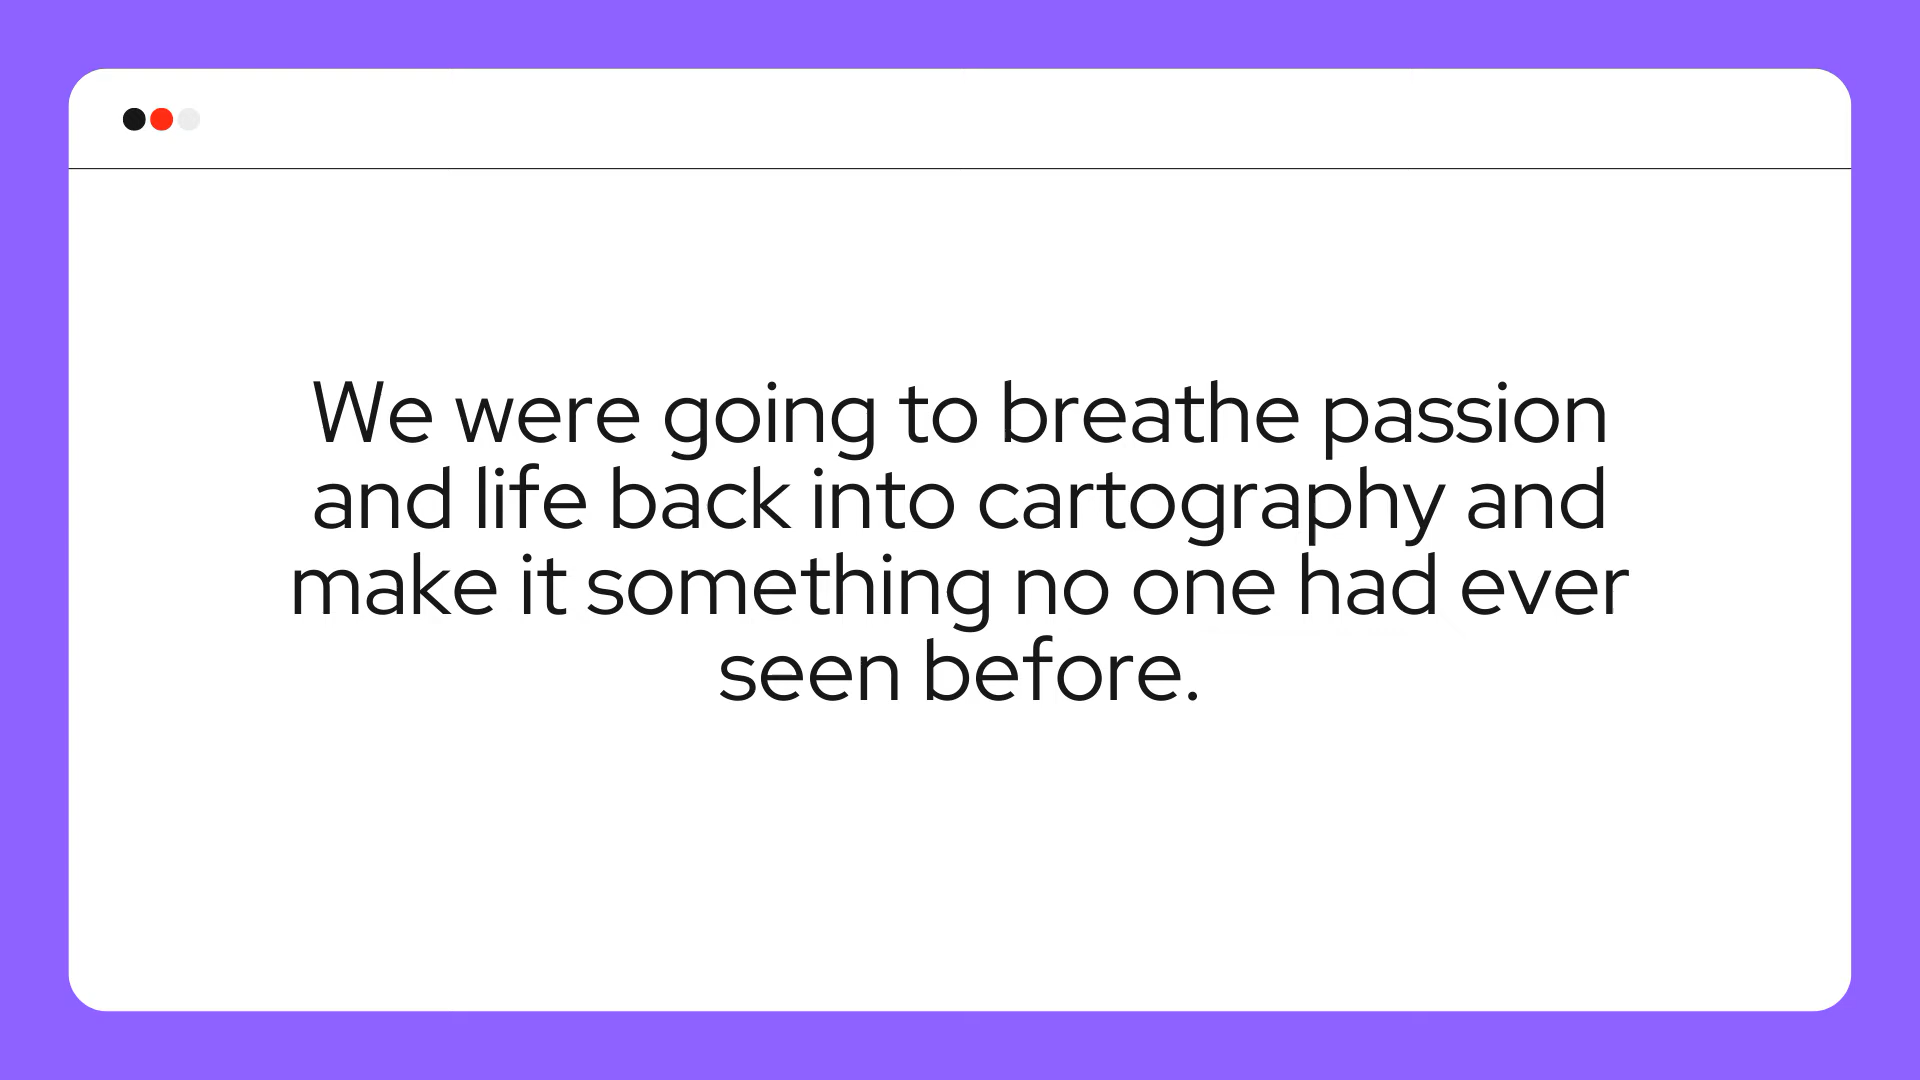 We were going to breathe passion
and life back into cartography and
make it something no one had ever
seen before.